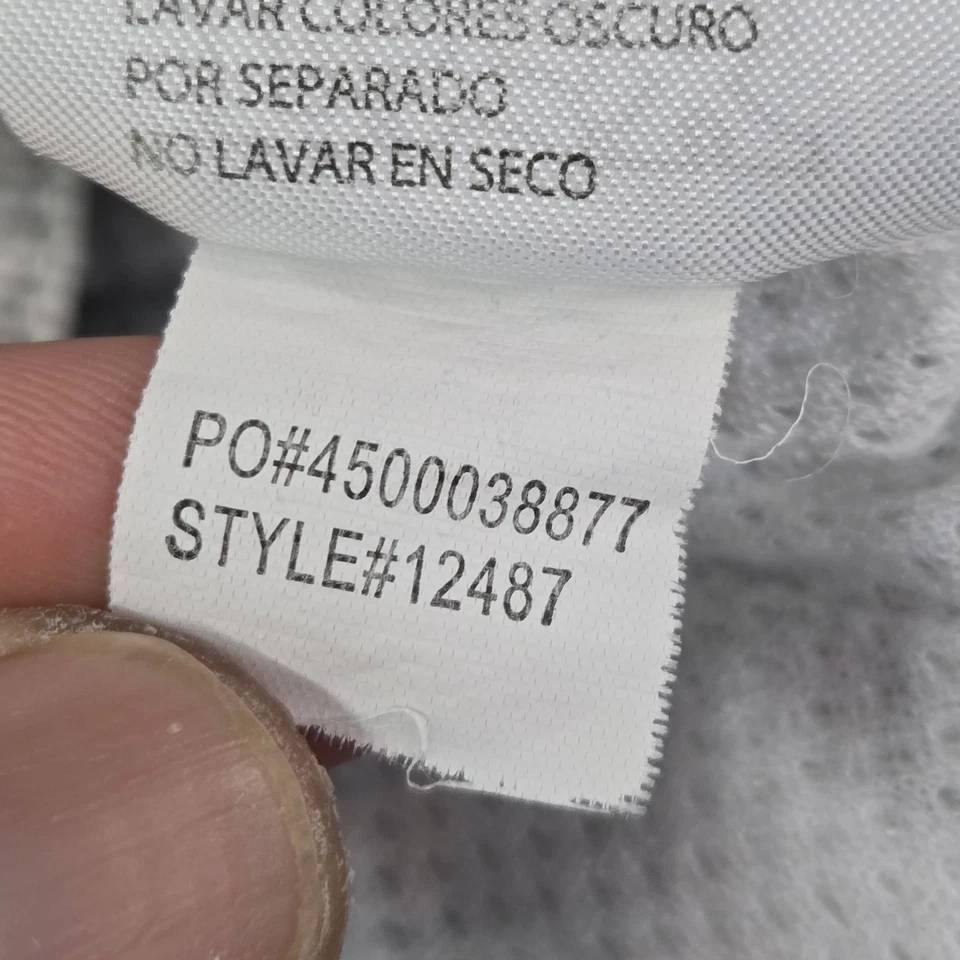 LAVAR COLORES OSCURO
POR SEPARADO
NO LAVAR EN SECO
PO#4500038877
STYLE#12487